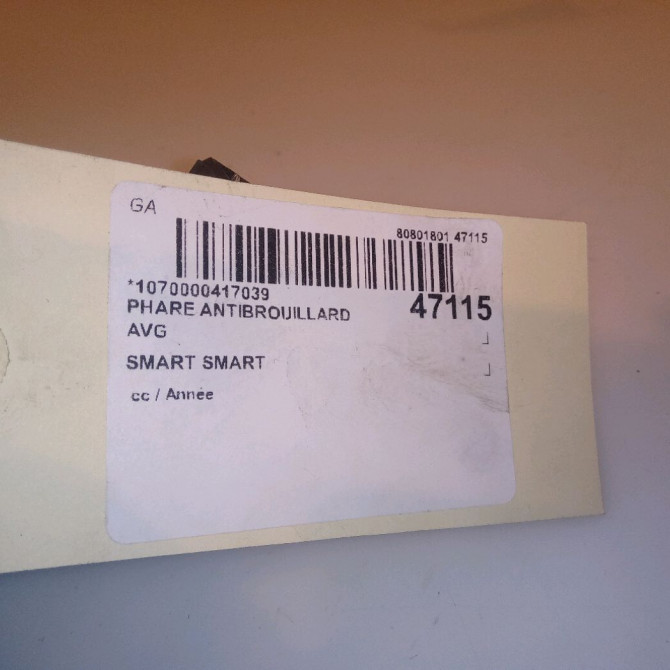 GA
80801801 47115
*1070000417039
47115
PHARE ANTIBROUILLARD
AVG
SMART SMART
cc / Année